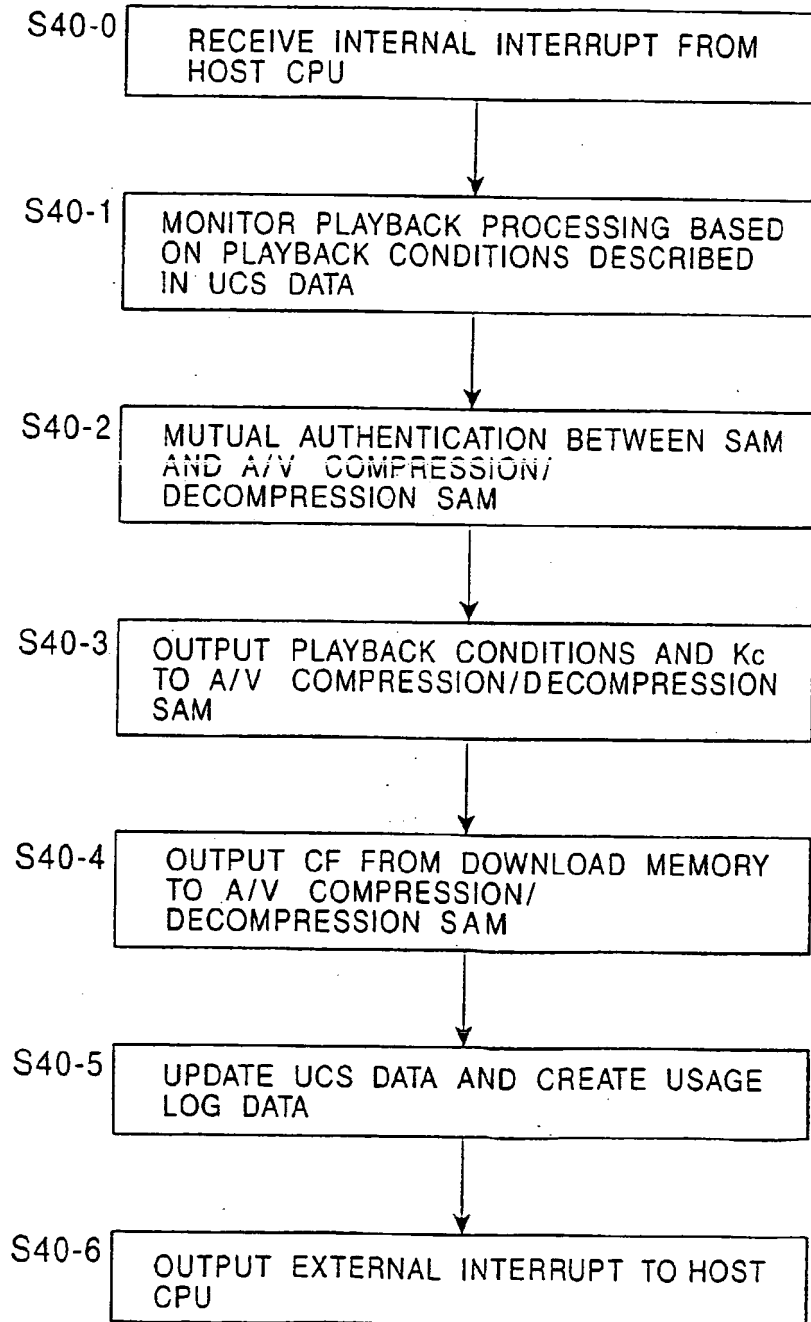 S40-0
RECEIVE INTERNAL INTERRUPT FROM
HOST CPU
S40-1
MONITOR PLAYBACK PROCESSING BASED
ON PLAYBACK CONDITIONS DESCRIBED
IN UCS DATA
S40-2
MUTUAL AUTHENTICATION BETWEEN SAM
AND A/V COMPRESSION/
DECOMPRESSION SAM
S40-3
OUTPUT PLAYBACK CONDITIONS AND Kc
TO A/V COMPRESSION/DECOMPRESSION
SAM
S40-4
OUTPUT CF FROM DOWNLOAD MEMORY
TO A/V COMPRESSION/
DECOMPRESSION SAM
S40-5
UPDATE UCS DATA AND CREATE USAGE
LOG DATA
S40-6
OUTPUT EXTERNAL INTERRUPT TO HOST
CPU